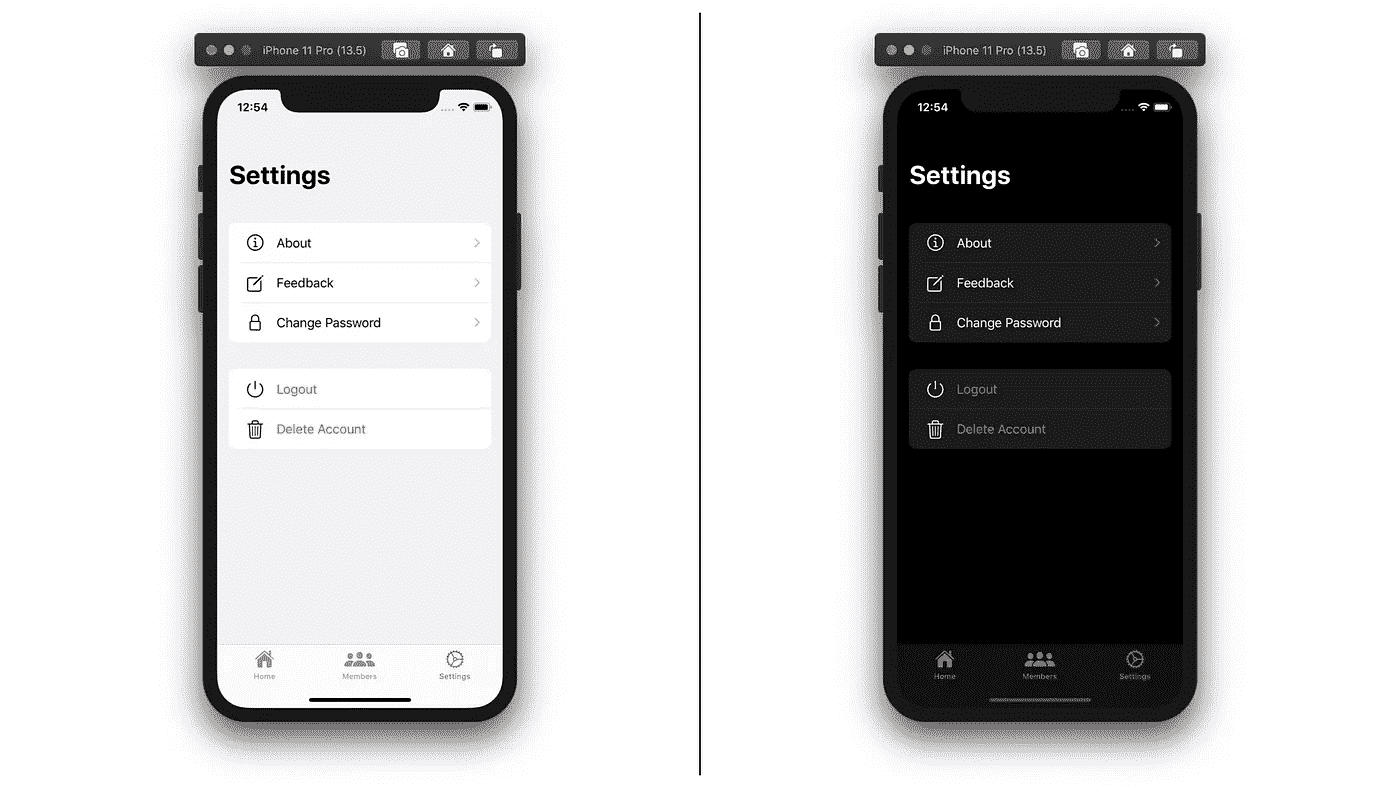 iPhone 11 Pro (13.5)
12:54
Settings
About
Feedback
Change Password
Logout
Delete Account
Home Members Settings
iPhone 11 Pro (13.5)
12:54
Settings
About
Feedback
Change Password
Logout
Delete Account
Home Members Settings